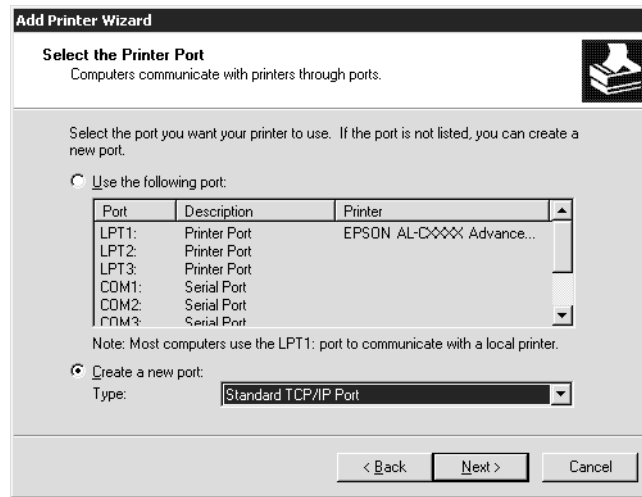 Add Printer Wizard
Select the Printer Port
Computers communicate with printers through ports.
Select the port you want your printer to use. If the port is not listed, you can create a
new port.
Use the following port:
Port Description Printer
LPT1: Printer Port EPSON AL-CXXXX Advance...
LPT2: Printer Port
LPT3: Printer Port
COM1: Serial Port
COM2: Serial Port
COM3: Serial Port
Note: Most computers use the LPT1: port to communicate with a local printer.
Create a new port:
Type: Standard TCP/IP Port
< Back Next > Cancel